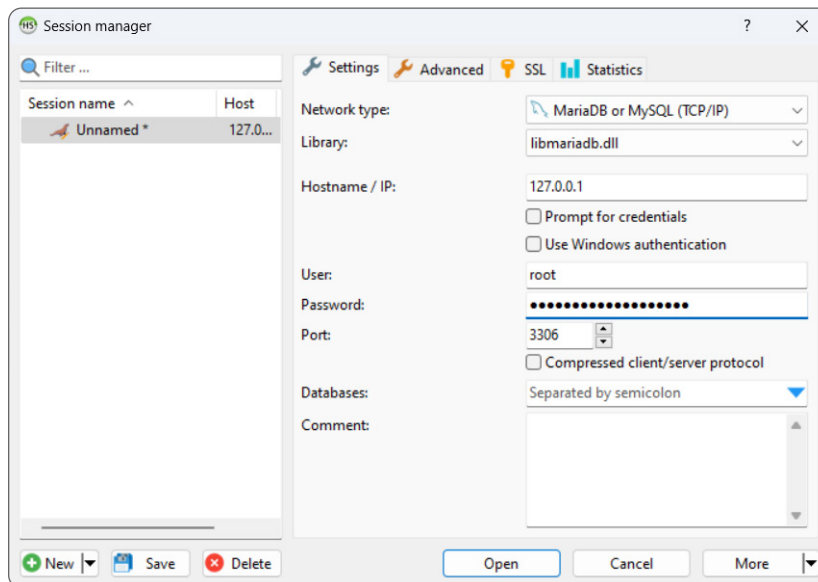 HS Session manager ?
Filter ...
Session name Host
Unnamed * 127.0...
Settings Advanced SSL Statistics
Network type: MariaDB or MySQL (TCP/IP)
Library: libmariadb.dll
Hostname / IP: 127.0.0.1
Prompt for credentials
Use Windows authentication
User: root
Password: ●●●●●●●●●●●●●●●●●●●
Port: 3306
Compressed client/server protocol
Databases: Separated by semicolon
Comment:
New Save Delete Open Cancel More